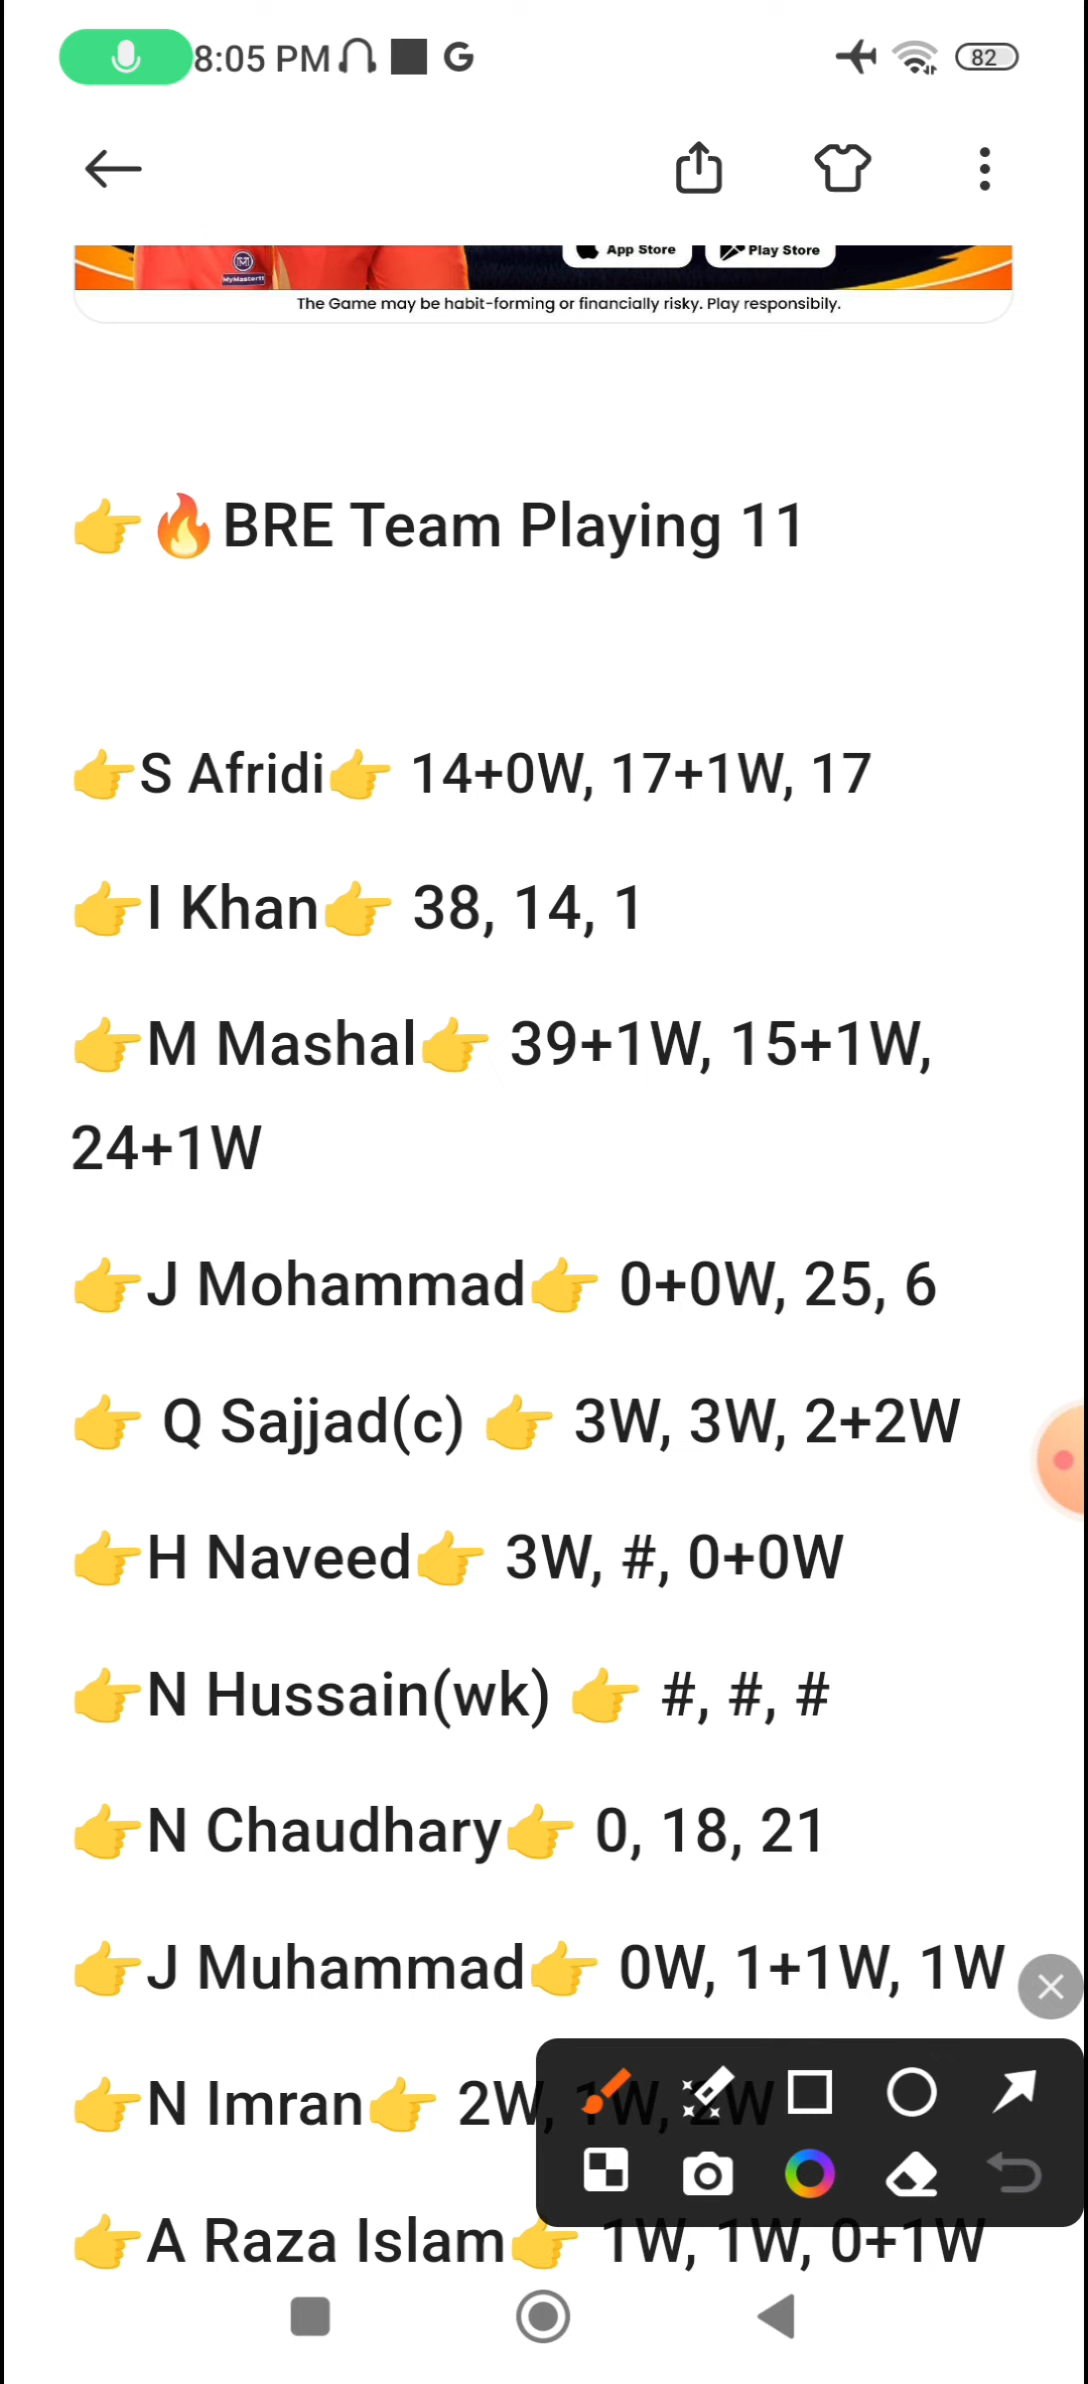 8:05 PM G 82
App Store Play Store
MyMaster11
The Game may be habit-forming or financially risky. Play responsibily.
👉🔥BRE Team Playing 11
👉S Afridi👉 14+0W, 17+1W, 17
👉I Khan👉 38, 14, 1
👉M Mashal👉 39+1W, 15+1W,
24+1W
👉J Mohammad👉 0+0W, 25, 6
👉 Q Sajjad(c) 👉 3W, 3W, 2+2W
👉H Naveed👉 3W, #, 0+0W
👉N Hussain(wk) 👉 #, #, #
👉N Chaudhary👉 0, 18, 21
👉J Muhammad👉 0W, 1+1W, 1W
👉N Imran👉 2W, 1W, 2W
👉A Raza Islam👉 1W, 1W, 0+1W